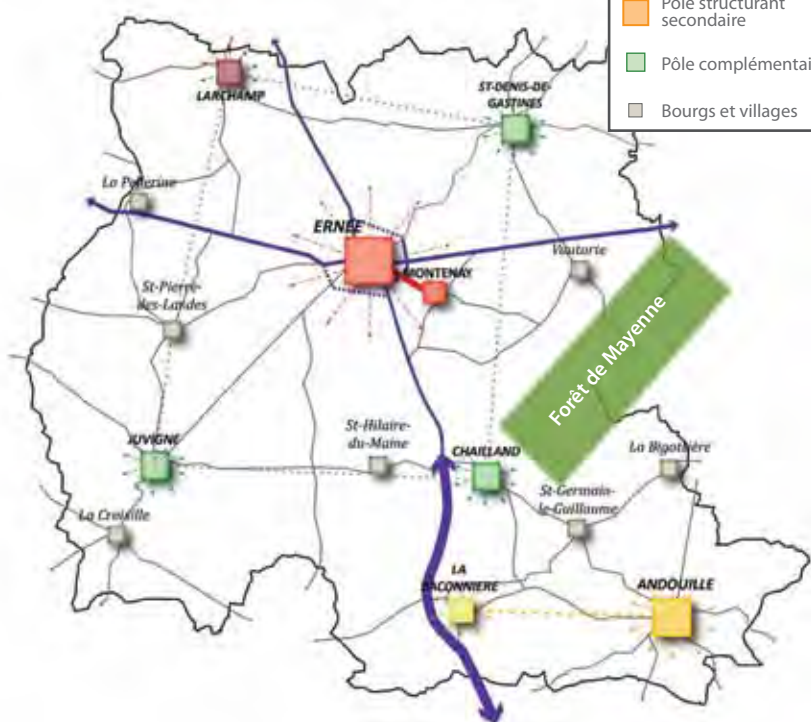 Pôle structurant
secondaire
Pôle complémentai
Bourgs et villages
LARCHAMP
ST-DENIS-DE-
GASTINES
La Pellerine
ERNÉE
MONTENAY
Vautorte
St-Pierre-
des-Landes
Forêt de Mayenne
JUVIGNÉ
St-Hilaire-
du-Maine
CHAILLAND
La Bigottière
St-Germain-
le-Guillaume
La Croixille
LA
BACONNIERE
ANDOUILLE